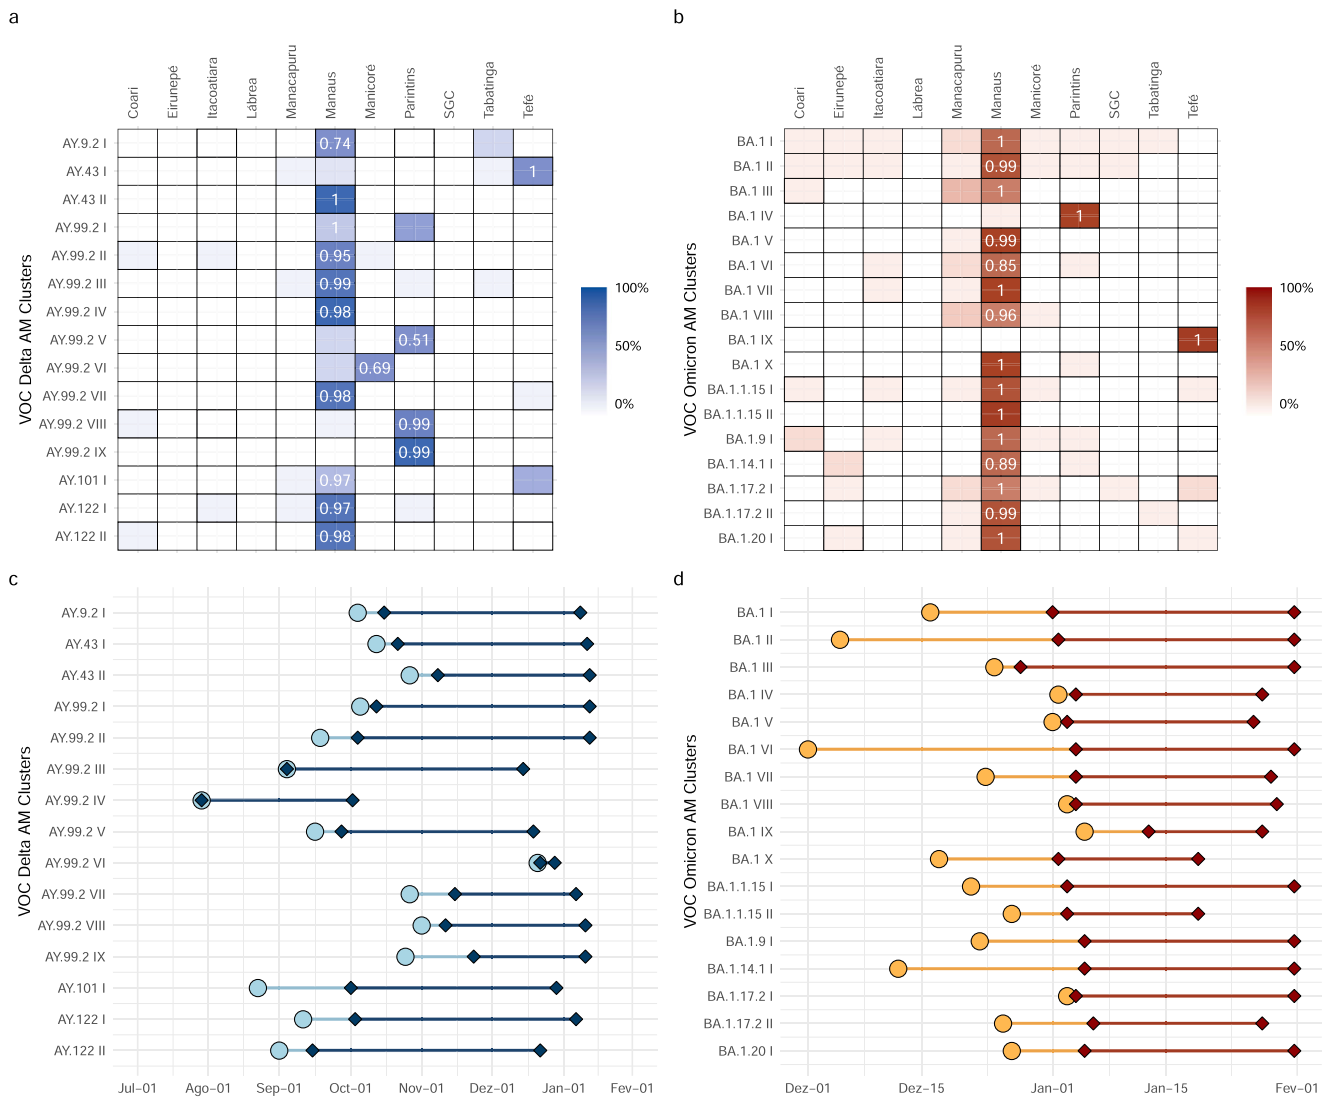 a
Coari
Eirunepé
Itacoatiara
Lábrea
Manacapuru
Manaus
Manicoré
Parintins
SGC
Tabatinga
Tefé
VOC Delta AM Clusters
AY.9.2 I
0.74
AY.43 I
1
AY.43 II
1
AY.99.2 I
1
AY.99.2 II
0.95
AY.99.2 III
0.99
AY.99.2 IV
0.98
AY.99.2 V
0.51
AY.99.2 VI
0.69
AY.99.2 VII
0.98
AY.99.2 VIII
0.99
AY.99.2 IX
0.99
AY.101 I
0.97
AY.122 I
0.97
AY.122 II
0.98
100%
50%
0%
b
Coari
Eirunepé
Itacoatiara
Lábrea
Manacapuru
Manaus
Manicoré
Parintins
SGC
Tabatinga
Tefé
VOC Omicron AM Clusters
BA.1 I
1
BA.1 II
0.99
BA.1 III
1
BA.1 IV
1
BA.1 V
0.99
BA.1 VI
0.85
BA.1 VII
1
BA.1 VIII
0.96
BA.1 IX
1
BA.1 X
1
BA.1.1.15 I
1
BA.1.1.15 II
1
BA.1.9 I
1
BA.1.14.1 I
0.89
BA.1.17.2 I
1
BA.1.17.2 II
0.99
BA.1.20 I
1
100%
50%
0%
c
VOC Delta AM Clusters
AY.9.2 I
AY.43 I
AY.43 II
AY.99.2 I
AY.99.2 II
AY.99.2 III
AY.99.2 IV
AY.99.2 V
AY.99.2 VI
AY.99.2 VII
AY.99.2 VIII
AY.99.2 IX
AY.101 I
AY.122 I
AY.122 II
Jul–01 Ago–01 Sep–01 Oct–01 Nov–01 Dez–01 Jan–01 Fev–01
d
VOC Omicron AM Clusters
BA.1 I
BA.1 II
BA.1 III
BA.1 IV
BA.1 V
BA.1 VI
BA.1 VII
BA.1 VIII
BA.1 IX
BA.1 X
BA.1.1.15 I
BA.1.1.15 II
BA.1.9 I
BA.1.14.1 I
BA.1.17.2 I
BA.1.17.2 II
BA.1.20 I
Dez–01 Dez–15 Jan–01 Jan–15 Fev–01